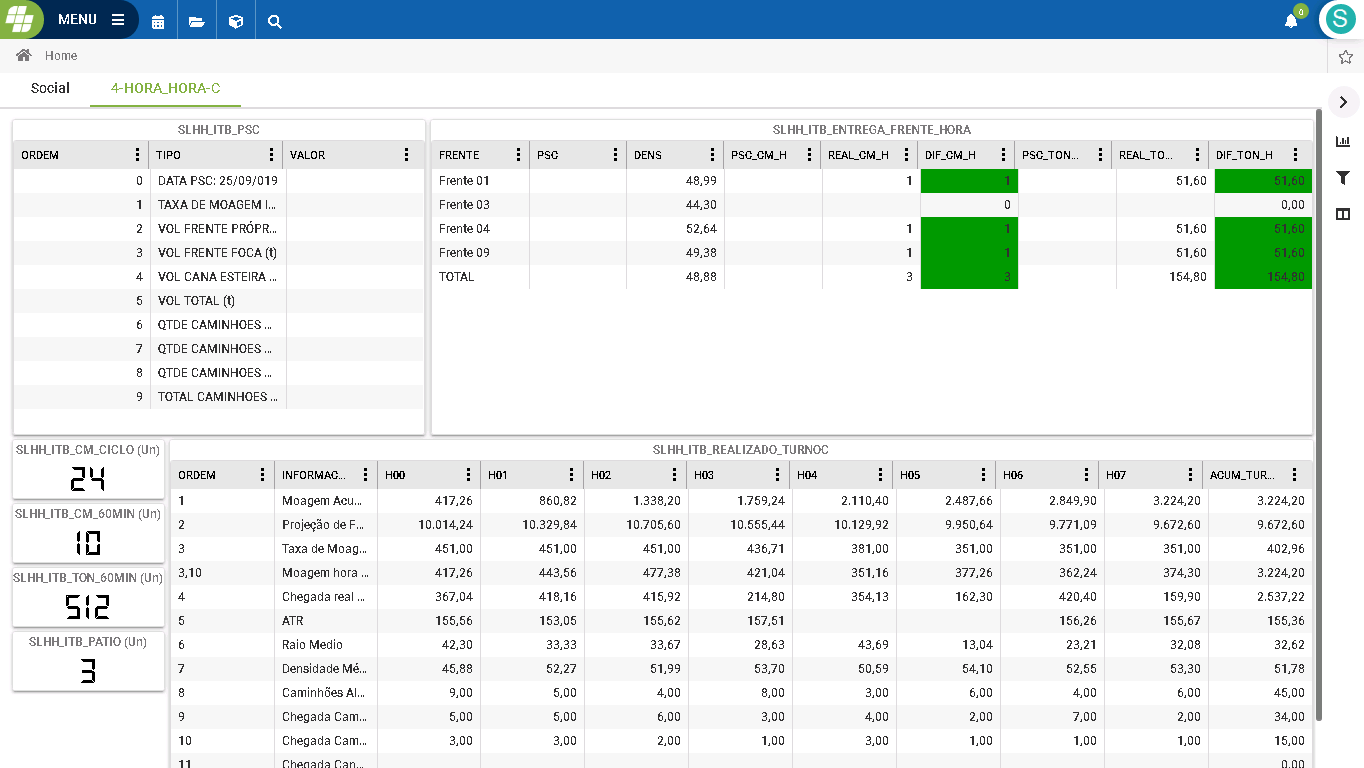 MENU
0
S
Home
Social 4-HORA_HORA-C
SLHH_ITB_PSC
ORDEM TIPO VALOR
0 DATA PSC: 25/09/019
1 TAXA DE MOAGEM I...
2 VOL FRENTE PRÓPR...
3 VOL FRENTE FOCA (t)
4 VOL CANA ESTEIRA ...
5 VOL TOTAL (t)
6 QTDE CAMINHOES ...
7 QTDE CAMINHOES ...
8 QTDE CAMINHOES ...
9 TOTAL CAMINHOES ...
SLHH_ITB_ENTREGA_FRENTE_HORA
FRENTE PSC DENS PSC_CM_H REAL_CM_H DIF_CM_H PSC_TON... REAL_TO... DIF_TON_H
Frente 01 48,99 1 1 51,60 51,60
Frente 03 44,30 0 0,00
Frente 04 52,64 1 1 51,60 51,60
Frente 09 49,38 1 1 51,60 51,60
TOTAL 48,88 3 3 154,80 154,80
SLHH_ITB_CM_CICLO (Un)
24
SLHH_ITB_CM_60MIN (Un)
10
SLHH_ITB_TON_60MIN (Un)
512
SLHH_ITB_PATIO (Un)
3
SLHH_ITB_REALIZADO_TURNOC
ORDEM INFORMAC... H00 H01 H02 H03 H04 H05 H06 H07 ACUM_TUR...
1 Moagem Acu... 417,26 860,82 1.338,20 1.759,24 2.110,40 2.487,66 2.849,90 3.224,20 3.224,20
2 Projeção de F... 10.014,24 10.329,84 10.705,60 10.555,44 10.129,92 9.950,64 9.771,09 9.672,60 9.672,60
3 Taxa de Moag... 451,00 451,00 451,00 436,71 381,00 351,00 351,00 351,00 402,96
3,10 Moagem hora ... 417,26 443,56 477,38 421,04 351,16 377,26 362,24 374,30 3.224,20
4 Chegada real ... 367,04 418,16 415,92 214,80 354,13 162,30 420,40 159,90 2.537,22
5 ATR 155,56 153,05 155,62 157,51 156,26 155,67 155,36
6 Raio Medio 42,30 33,33 33,67 28,63 43,69 13,04 23,21 32,08 32,62
7 Densidade Mé... 45,88 52,27 51,99 53,70 50,59 54,10 52,55 53,30 51,78
8 Caminhões Al... 9,00 5,00 4,00 8,00 3,00 6,00 4,00 6,00 45,00
9 Chegada Cam... 5,00 5,00 6,00 3,00 4,00 2,00 7,00 2,00 34,00
10 Chegada Cam... 3,00 3,00 2,00 1,00 3,00 1,00 1,00 1,00 15,00
11 Chegada Can... 0,00